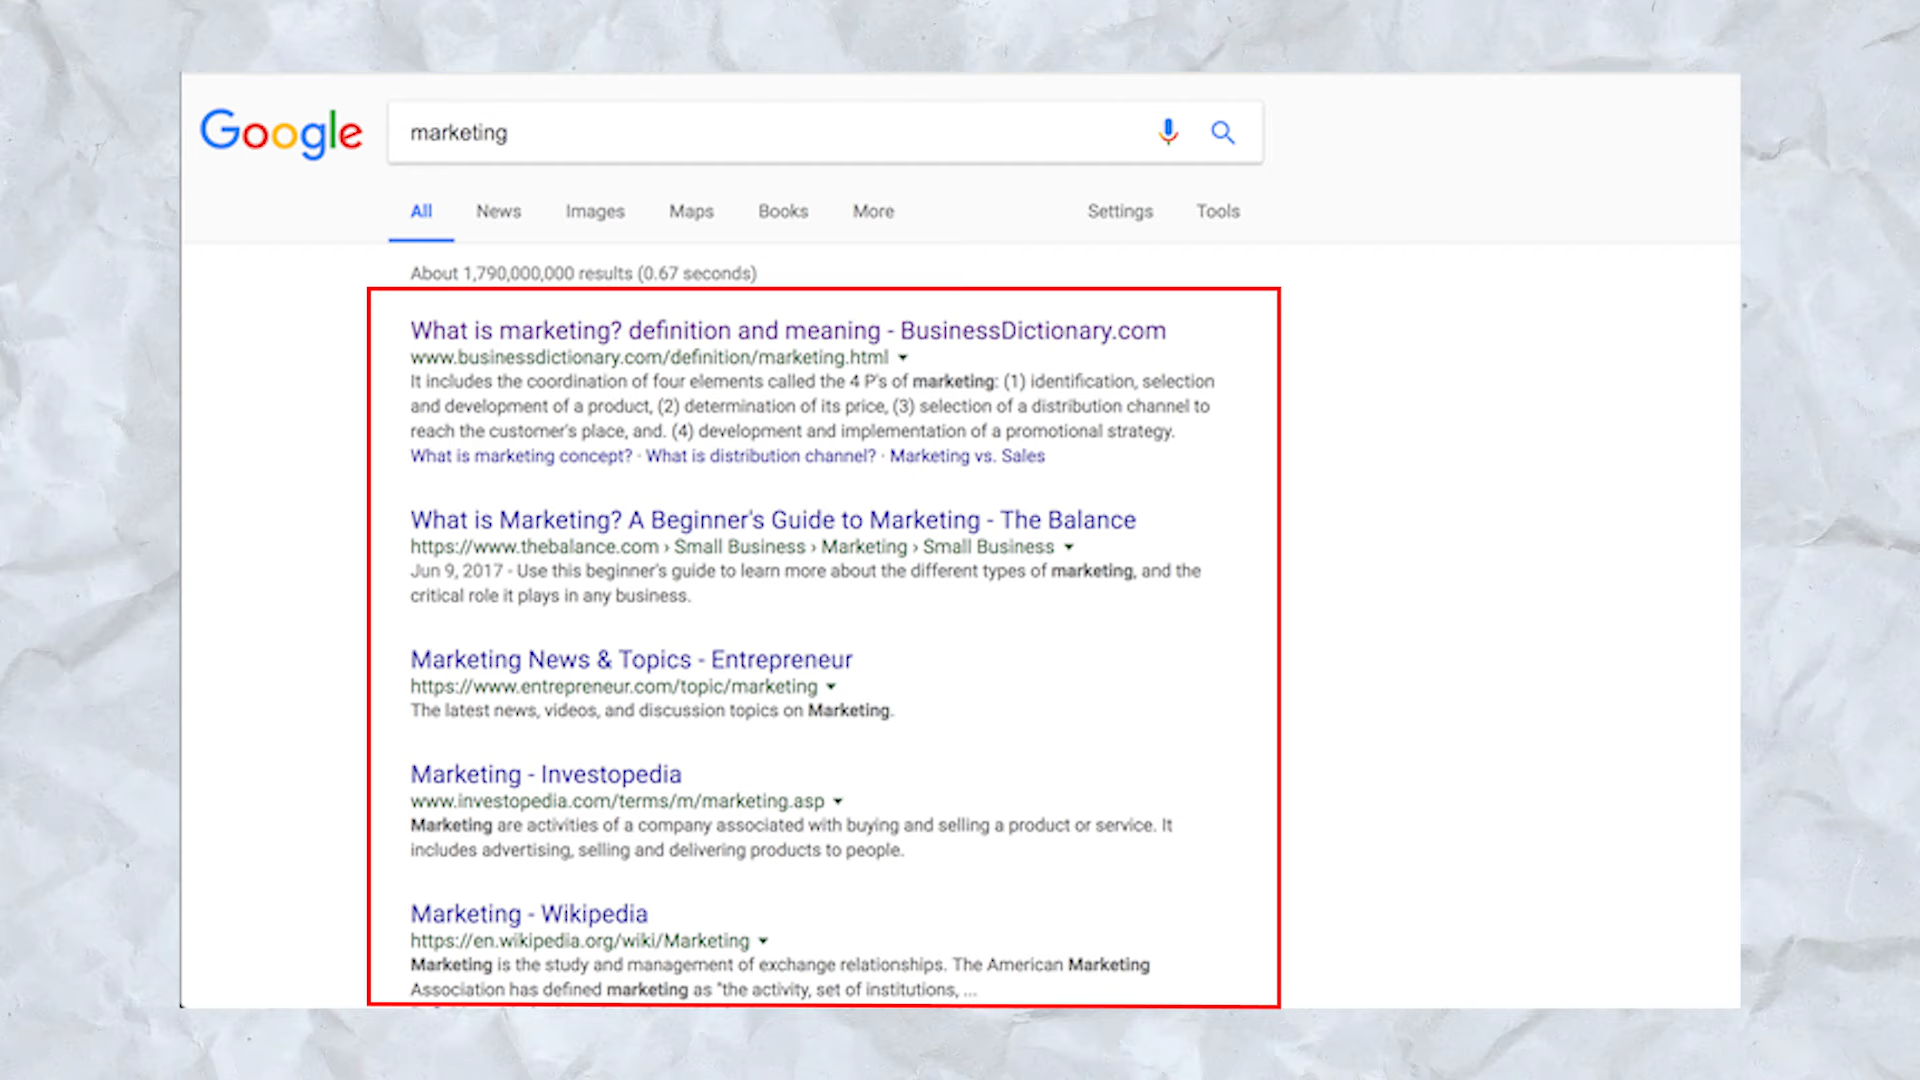 Google
marketing
All News Images Maps Books More Settings Tools
About 1,790,000,000 results (0.67 seconds)
What is marketing? definition and meaning - BusinessDictionary.com
www.businessdictionary.com/definition/marketing.html
It includes the coordination of four elements called the 4 P's of marketing: (1) identification, selection
and development of a product, (2) determination of its price, (3) selection of a distribution channel to
reach the customer's place, and. (4) development and implementation of a promotional strategy.
What is marketing concept? · What is distribution channel? · Marketing vs. Sales
What is Marketing? A Beginner's Guide to Marketing - The Balance
https://www.thebalance.com › Small Business › Marketing › Small Business
Jun 9, 2017 - Use this beginner's guide to learn more about the different types of marketing, and the
critical role it plays in any business.
Marketing News & Topics - Entrepreneur
https://www.entrepreneur.com/topic/marketing
The latest news, videos, and discussion topics on Marketing.
Marketing - Investopedia
www.investopedia.com/terms/m/marketing.asp
Marketing are activities of a company associated with buying and selling a product or service. It
includes advertising, selling and delivering products to people.
Marketing - Wikipedia
https://en.wikipedia.org/wiki/Marketing
Marketing is the study and management of exchange relationships. The American Marketing
Association has defined marketing as "the activity, set of institutions, ...